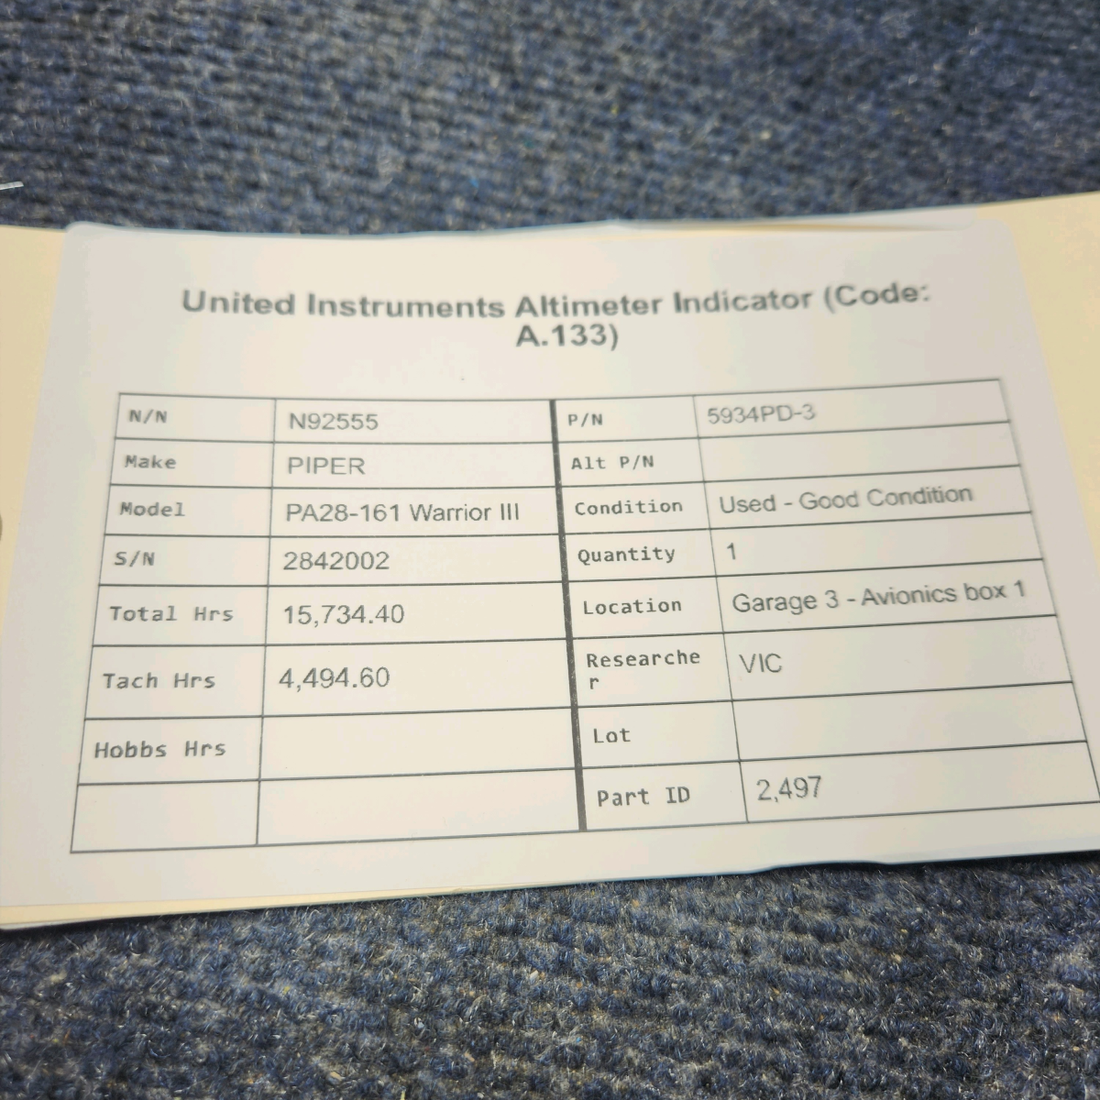 United Instruments Altimeter Indicator (Code:
A.133)
N/N N92555 P/N 5934PD-3
Make PIPER Alt P/N
Model PA28-161 Warrior III Condition Used - Good Condition
S/N 2842002 Quantity 1
Total Hrs 15,734.40 Location Garage 3 - Avionics box 1
Tach Hrs 4,494.60 Researche
r VIC
Hobbs Hrs Lot
Part ID 2,497